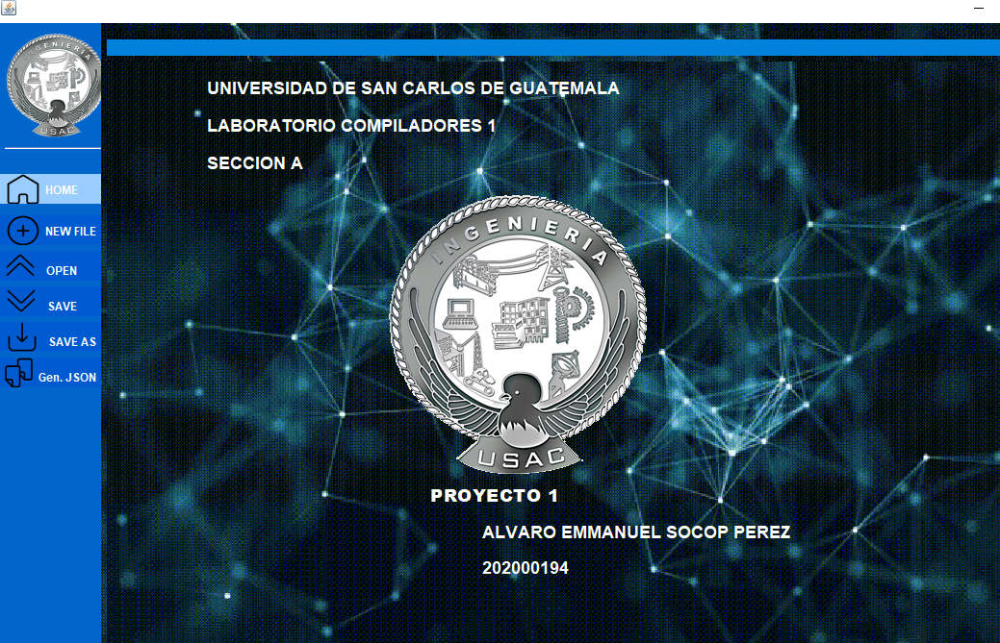 INGENIERIA
USAC
HOME
NEW FILE
OPEN
SAVE
SAVE AS
Gen. JSON
UNIVERSIDAD DE SAN CARLOS DE GUATEMALA
LABORATORIO COMPILADORES 1
SECCION A
INGENIERIA
USAC
PROYECTO 1
ALVARO EMMANUEL SOCOP PEREZ
202000194